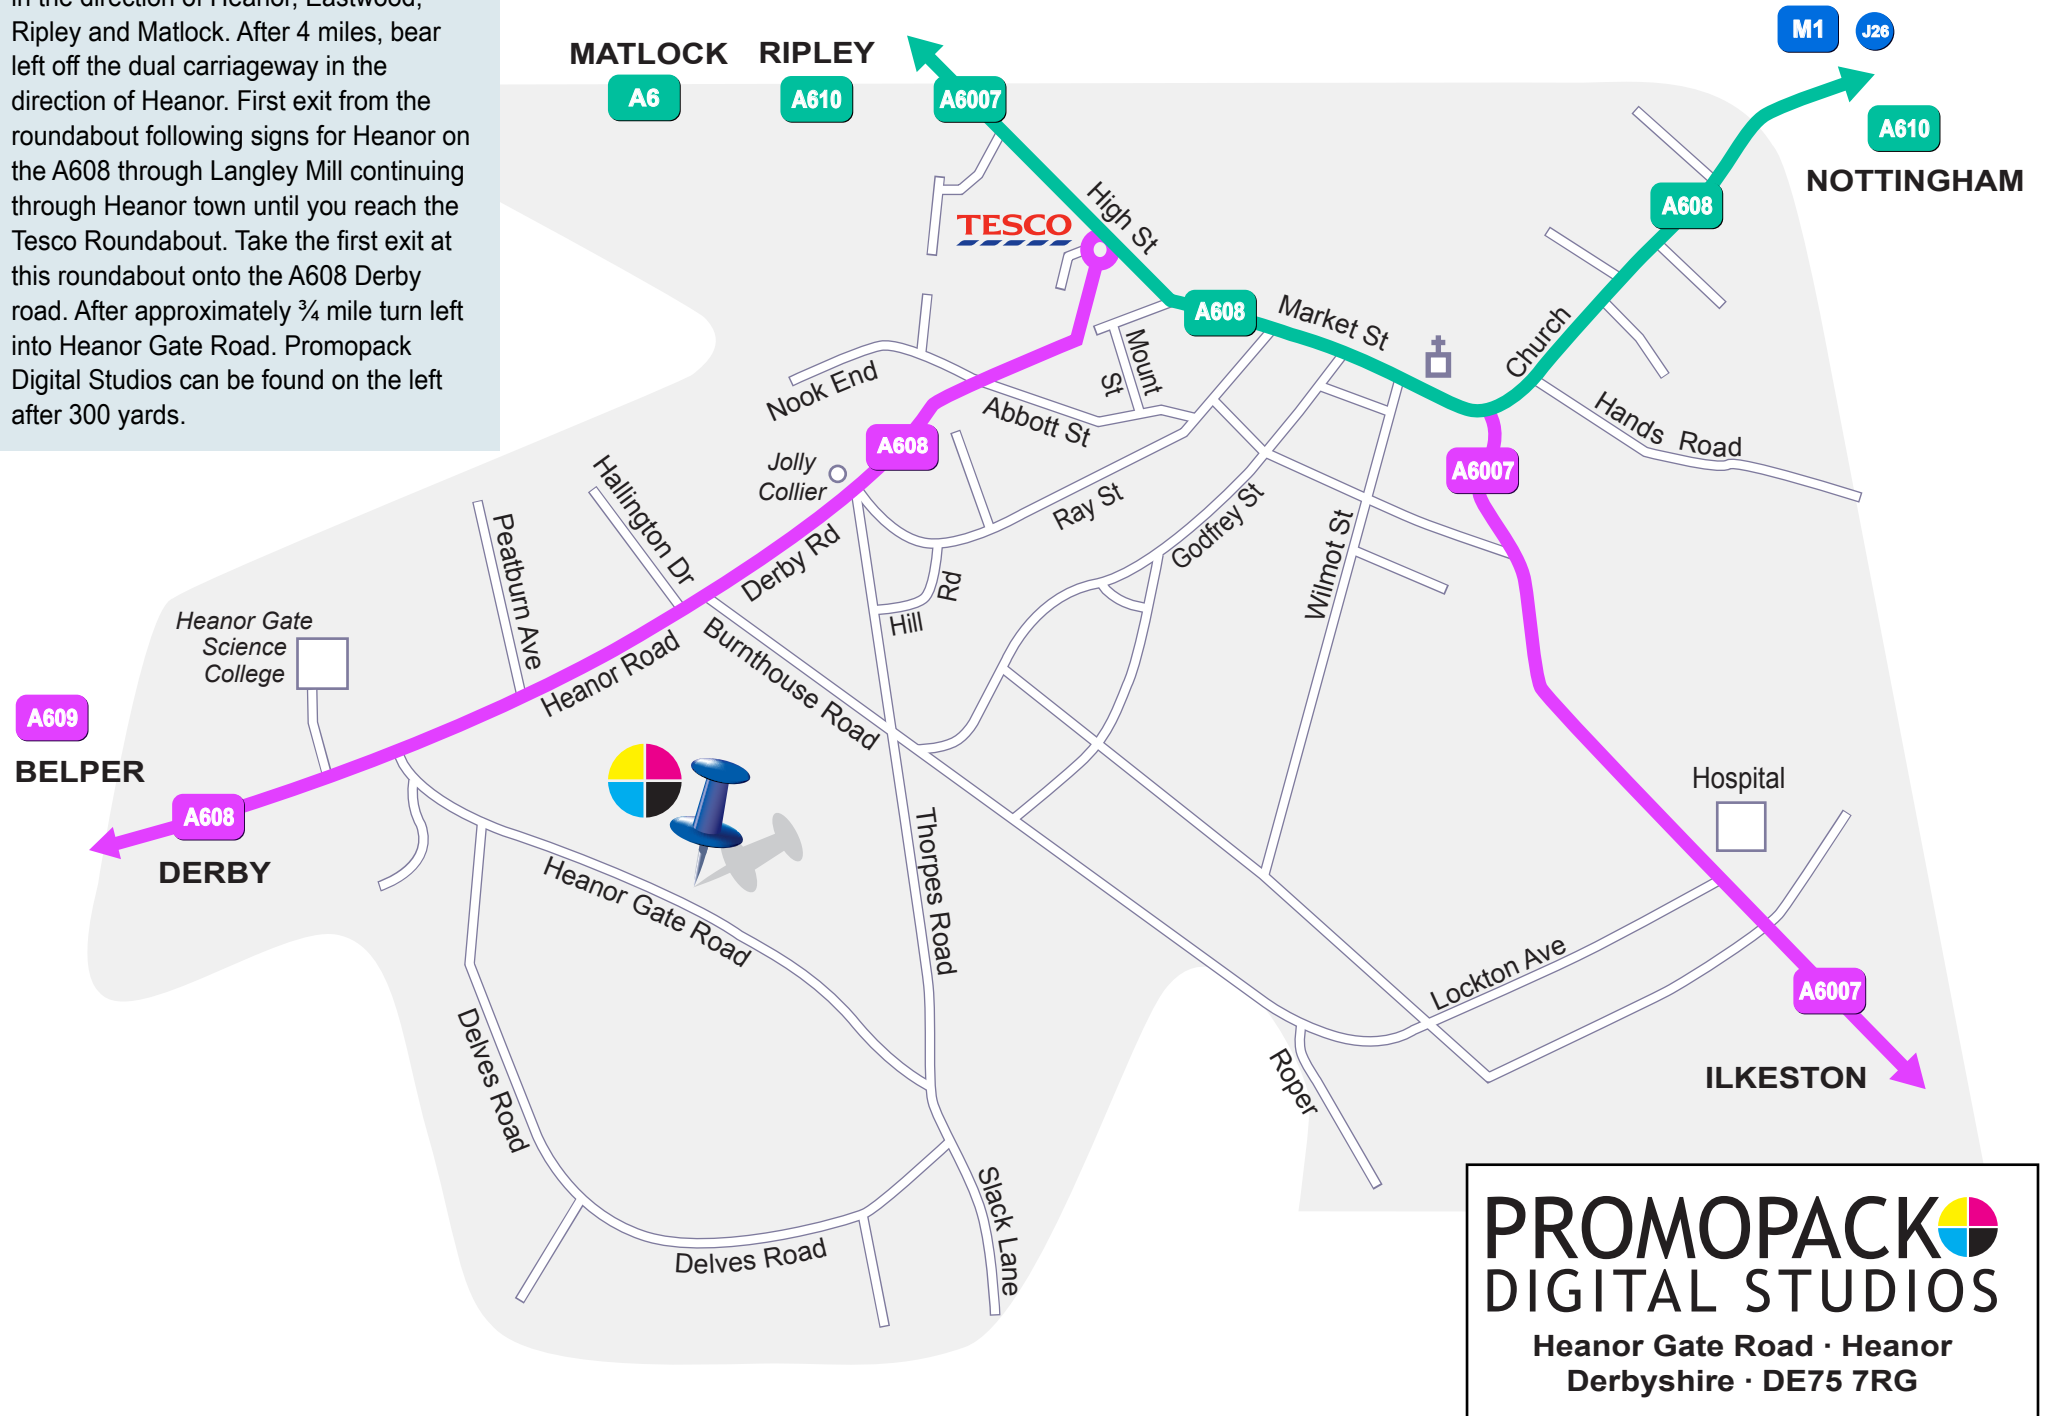 in the direction of Heanor, Eastwood,
Ripley and Matlock. After 4 miles, bear
left off the dual carriageway in the
direction of Heanor. First exit from the
roundabout following signs for Heanor on
the A608 through Langley Mill continuing
through Heanor town until you reach the
Tesco Roundabout. Take the first exit at
this roundabout onto the A608 Derby
road. After approximately ¾ mile turn left
into Heanor Gate Road. Promopack
Digital Studios can be found on the left
after 300 yards.
MATLOCK
A6
RIPLEY
A610
A6007
M1
J26
A610
NOTTINGHAM
A608
TESCO
High St
A608
Market St
Church
Mount
St
Hands Road
Nook End
Abbott St
A608
A6007
Jolly
Collier
Hallington Dr
Peatburn Ave
Derby Rd
Ray St
Godfrey St
Wilmot St
Hill
Rd
Heanor Gate
Science
College
Heanor Road
Burnthouse Road
A609
BELPER
A608
DERBY
Hospital
Heanor Gate Road
Thorpes Road
Lockton Ave
A6007
ILKESTON
Delves Road
Roper
Slack Lane
Delves Road
PROMOPACK
DIGITAL STUDIOS
Heanor Gate Road · Heanor
Derbyshire · DE75 7RG